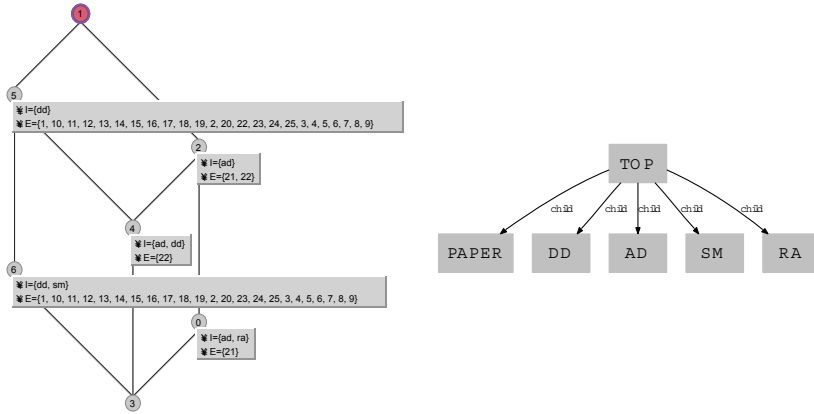 1
5
¥ I={dd}
¥ E={1, 10, 11, 12, 13, 14, 15, 16, 17, 18, 19, 2, 20, 22, 23, 24, 25, 3, 4, 5, 6, 7, 8, 9}
2
¥ I={ad}
¥ E={21, 22}
4
¥ I={ad, dd}
¥ E={22}
6
¥ I={dd, sm}
¥ E={1, 10, 11, 12, 13, 14, 15, 16, 17, 18, 19, 2, 20, 23, 24, 25, 3, 4, 5, 6, 7, 8, 9}
0
¥ I={ad, ra}
¥ E={21}
3
TOP
child child child child child
PAPER DD AD SM RA